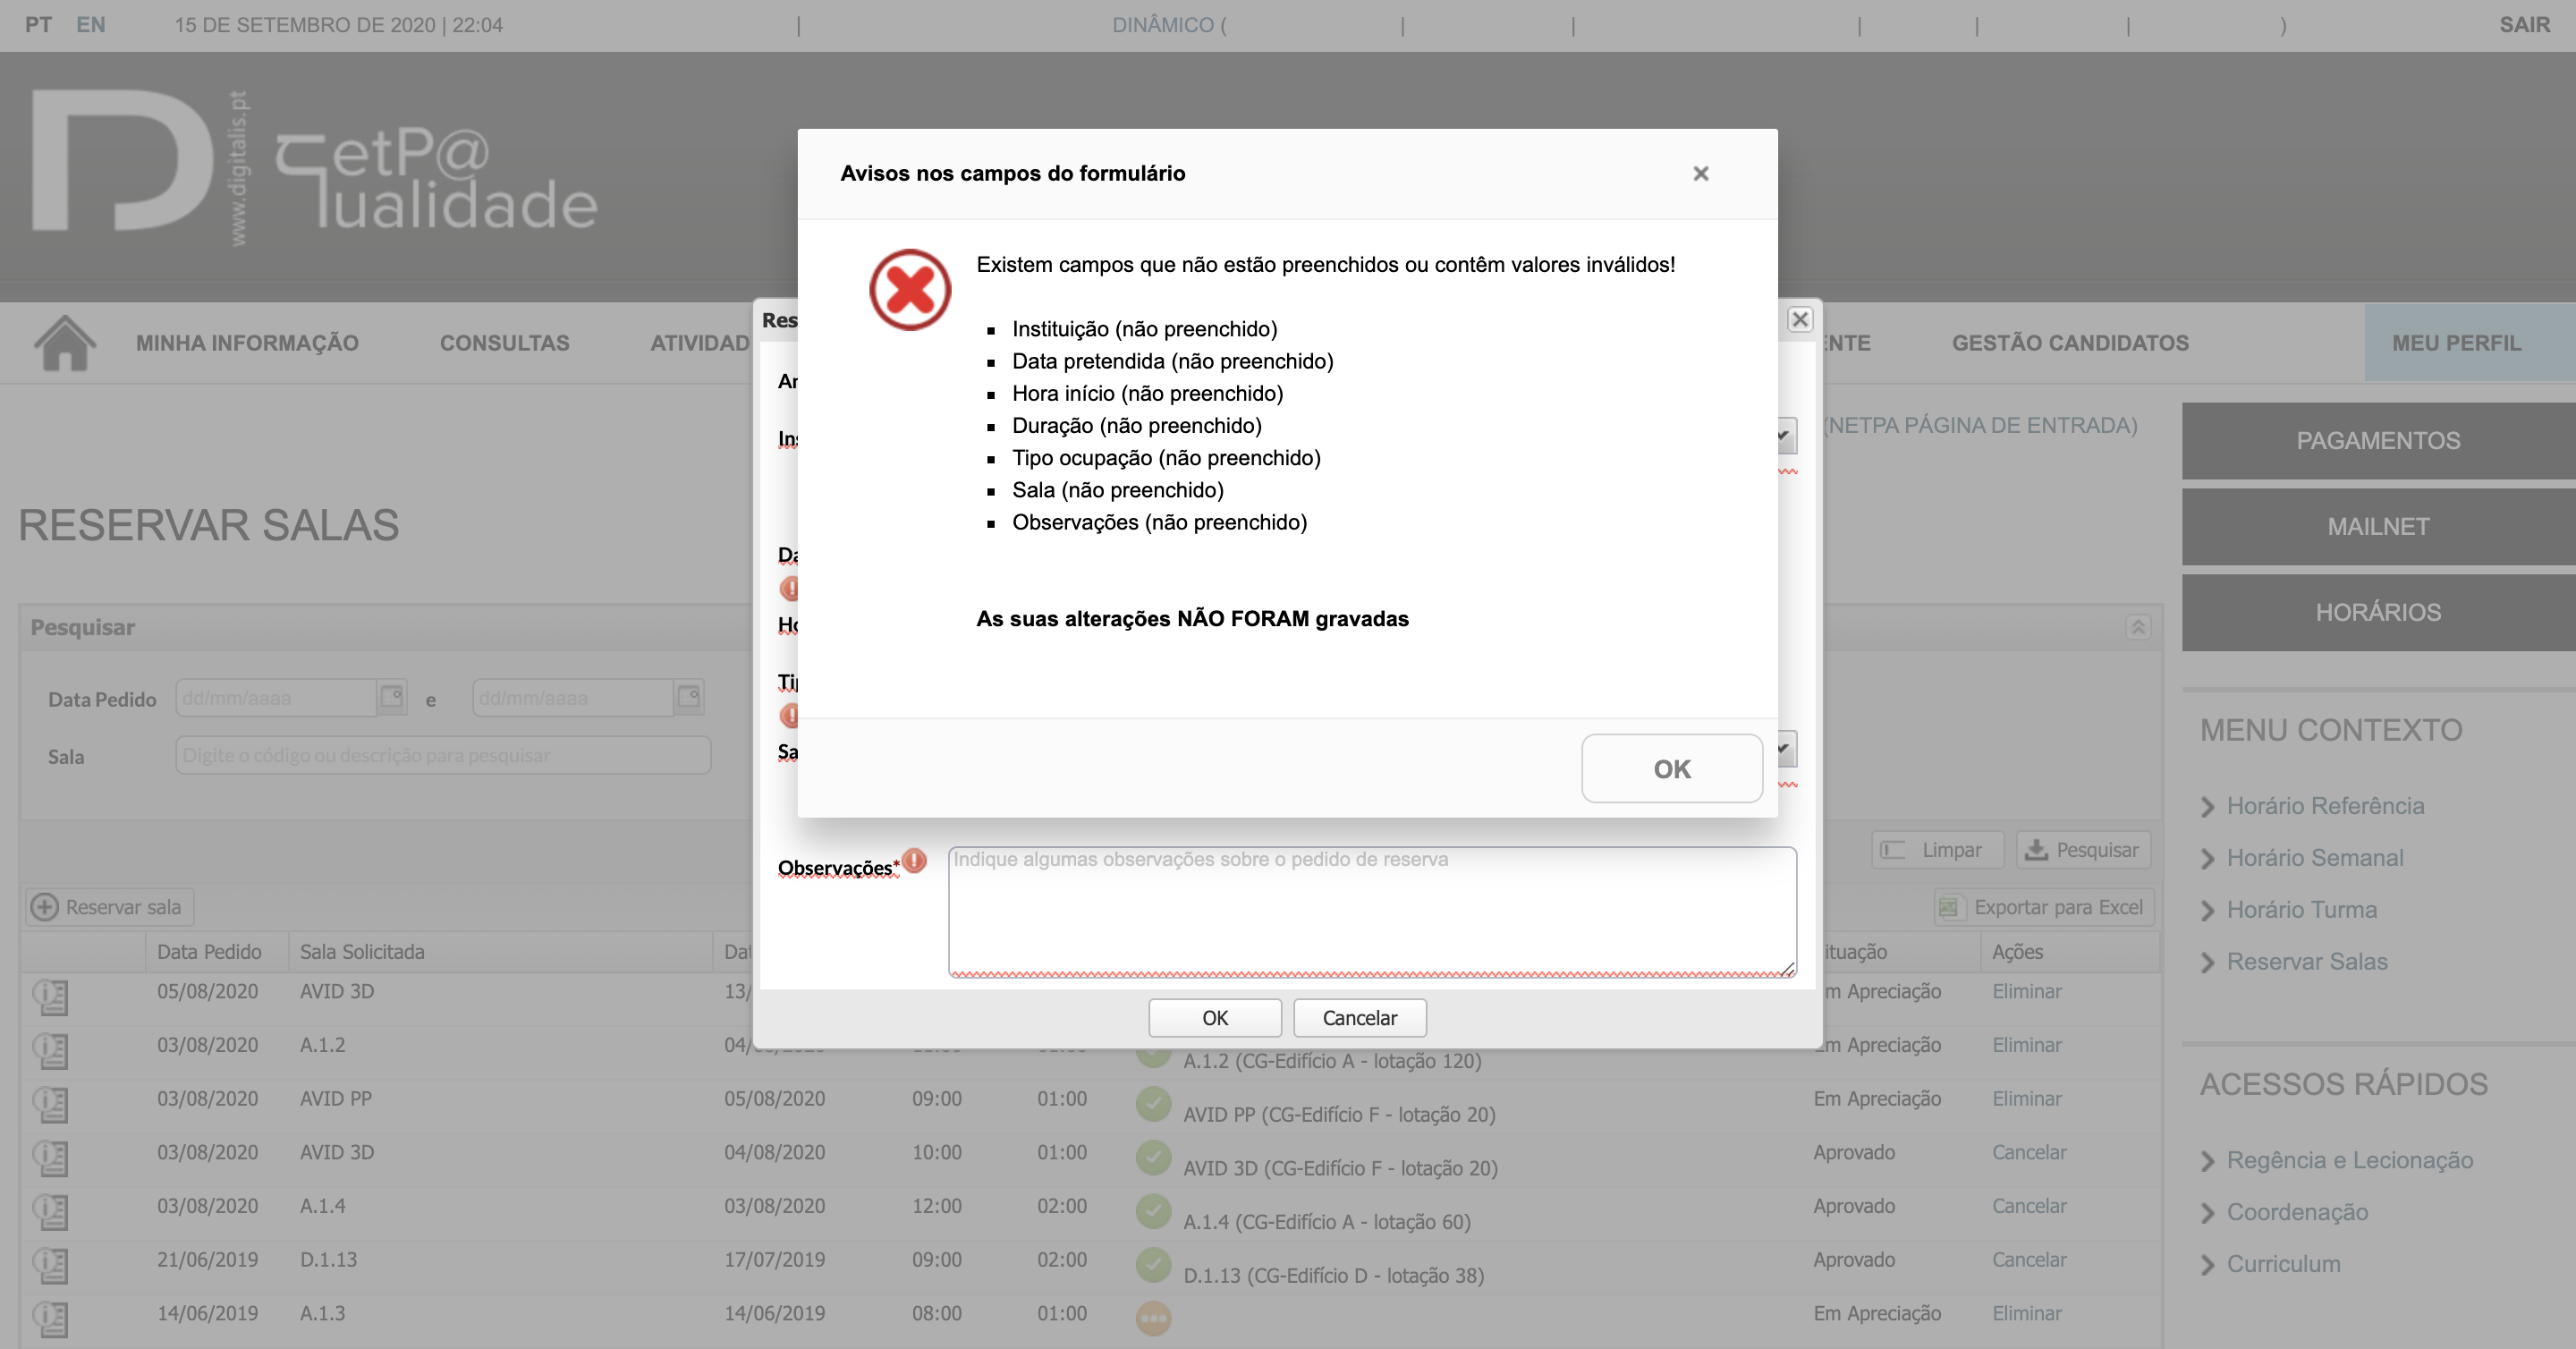 PT EN 15 DE SETEMBRO DE 2020 | 22:04 | DINÂMICO ( | | | | | ) SAIR
www.digitalis.pt
netP@
Qualidade
MINHA INFORMAÇÃO CONSULTAS ATIVIDAD ENTE GESTÃO CANDIDATOS MEU PERFIL
(NETPA PÁGINA DE ENTRADA)
RESERVAR SALAS
Pesquisar
Data Pedido dd/mm/aaaa e dd/mm/aaaa
Sala Digite o código ou descrição para pesquisar
Limpar Pesquisar
Reservar sala Exportar para Excel
Data Pedido Sala Solicitada Dat ituação Ações
05/08/2020 AVID 3D 13/ m Apreciação Eliminar
03/08/2020 A.1.2 04/ A.1.2 (CG-Edifício A - lotação 120) Em Apreciação Eliminar
03/08/2020 AVID PP 05/08/2020 09:00 01:00 AVID PP (CG-Edifício F - lotação 20) Em Apreciação Eliminar
03/08/2020 AVID 3D 04/08/2020 10:00 01:00 AVID 3D (CG-Edifício F - lotação 20) Aprovado Cancelar
03/08/2020 A.1.4 03/08/2020 12:00 02:00 A.1.4 (CG-Edifício A - lotação 60) Aprovado Cancelar
21/06/2019 D.1.13 17/07/2019 09:00 02:00 D.1.13 (CG-Edifício D - lotação 38) Aprovado Cancelar
14/06/2019 A.1.3 14/06/2019 08:00 01:00 Em Apreciação Eliminar
Res
An
Ins
Da
Ho
Tip
Sa
Observações* Indique algumas observações sobre o pedido de reserva
OK Cancelar
Avisos nos campos do formulário
Existem campos que não estão preenchidos ou contêm valores inválidos!
Instituição (não preenchido)
Data pretendida (não preenchido)
Hora início (não preenchido)
Duração (não preenchido)
Tipo ocupação (não preenchido)
Sala (não preenchido)
Observações (não preenchido)
As suas alterações NÃO FORAM gravadas
OK
PAGAMENTOS
MAILNET
HORÁRIOS
MENU CONTEXTO
Horário Referência
Horário Semanal
Horário Turma
Reservar Salas
ACESSOS RÁPIDOS
Regência e Lecionação
Coordenação
Curriculum